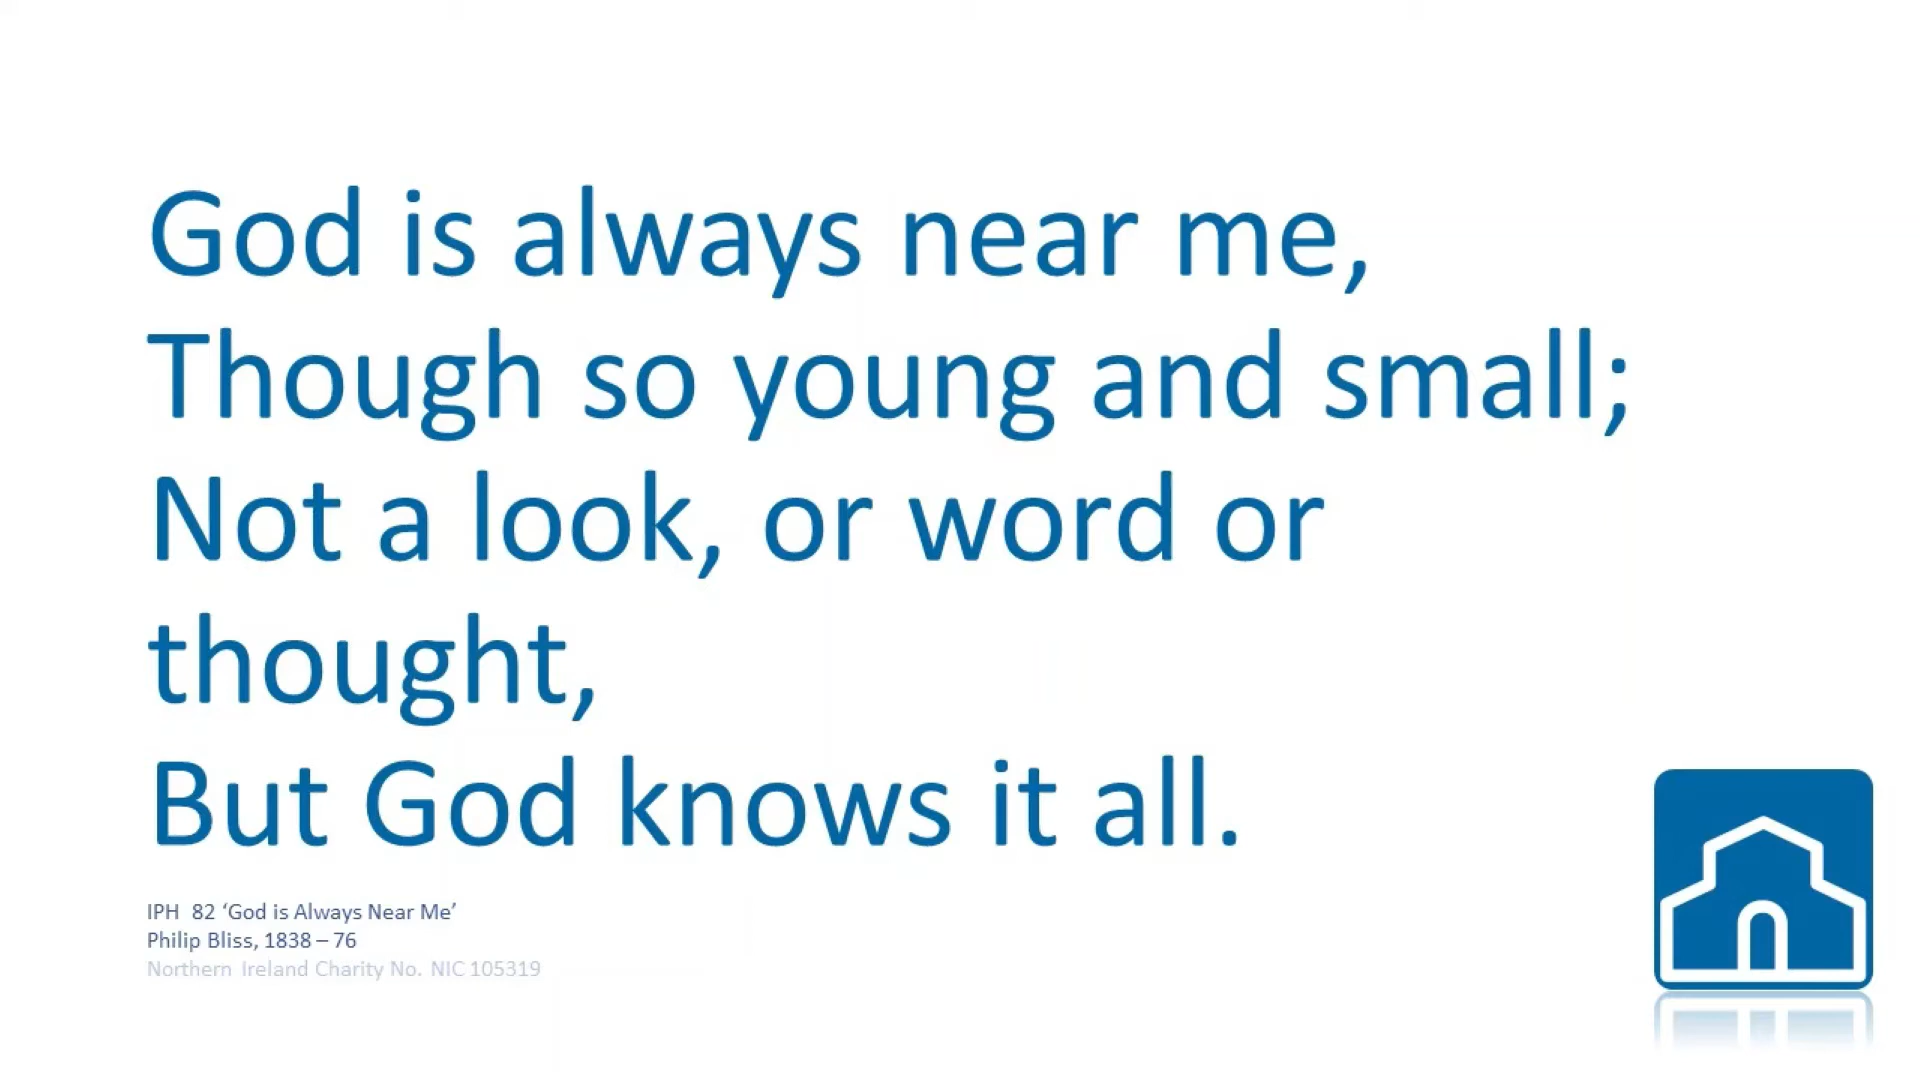 God is always near me,
Though so young and small;
Not a look, or word or
thought,
But God knows it all.
IPH  82 ‘God is Always Near Me’
Philip Bliss, 1838 – 76
Northern Ireland Charity No. NIC 105319